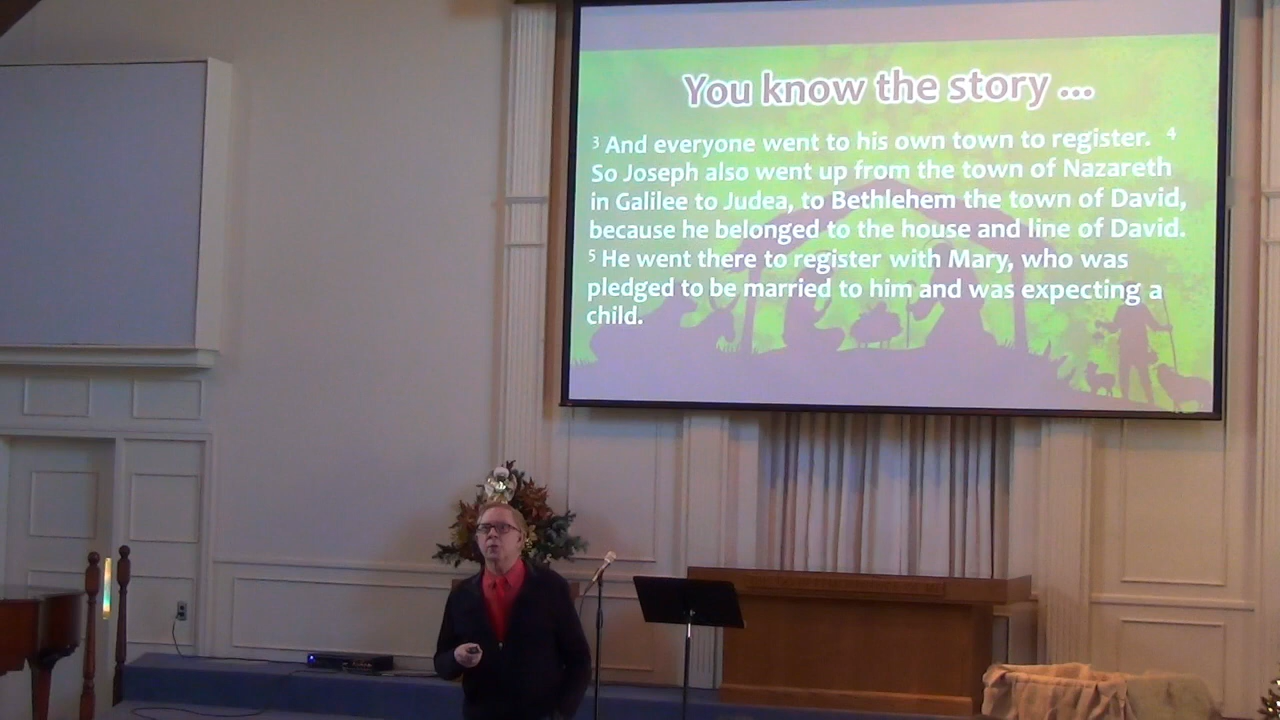 You know the story ...
3 And everyone went to his own town to register. 4
So Joseph also went up from the town of Nazareth
in Galilee to Judea, to Bethlehem the town of David,
because he belonged to the house and line of David.
5 He went there to register with Mary, who was
pledged to be married to him and was expecting a
child.